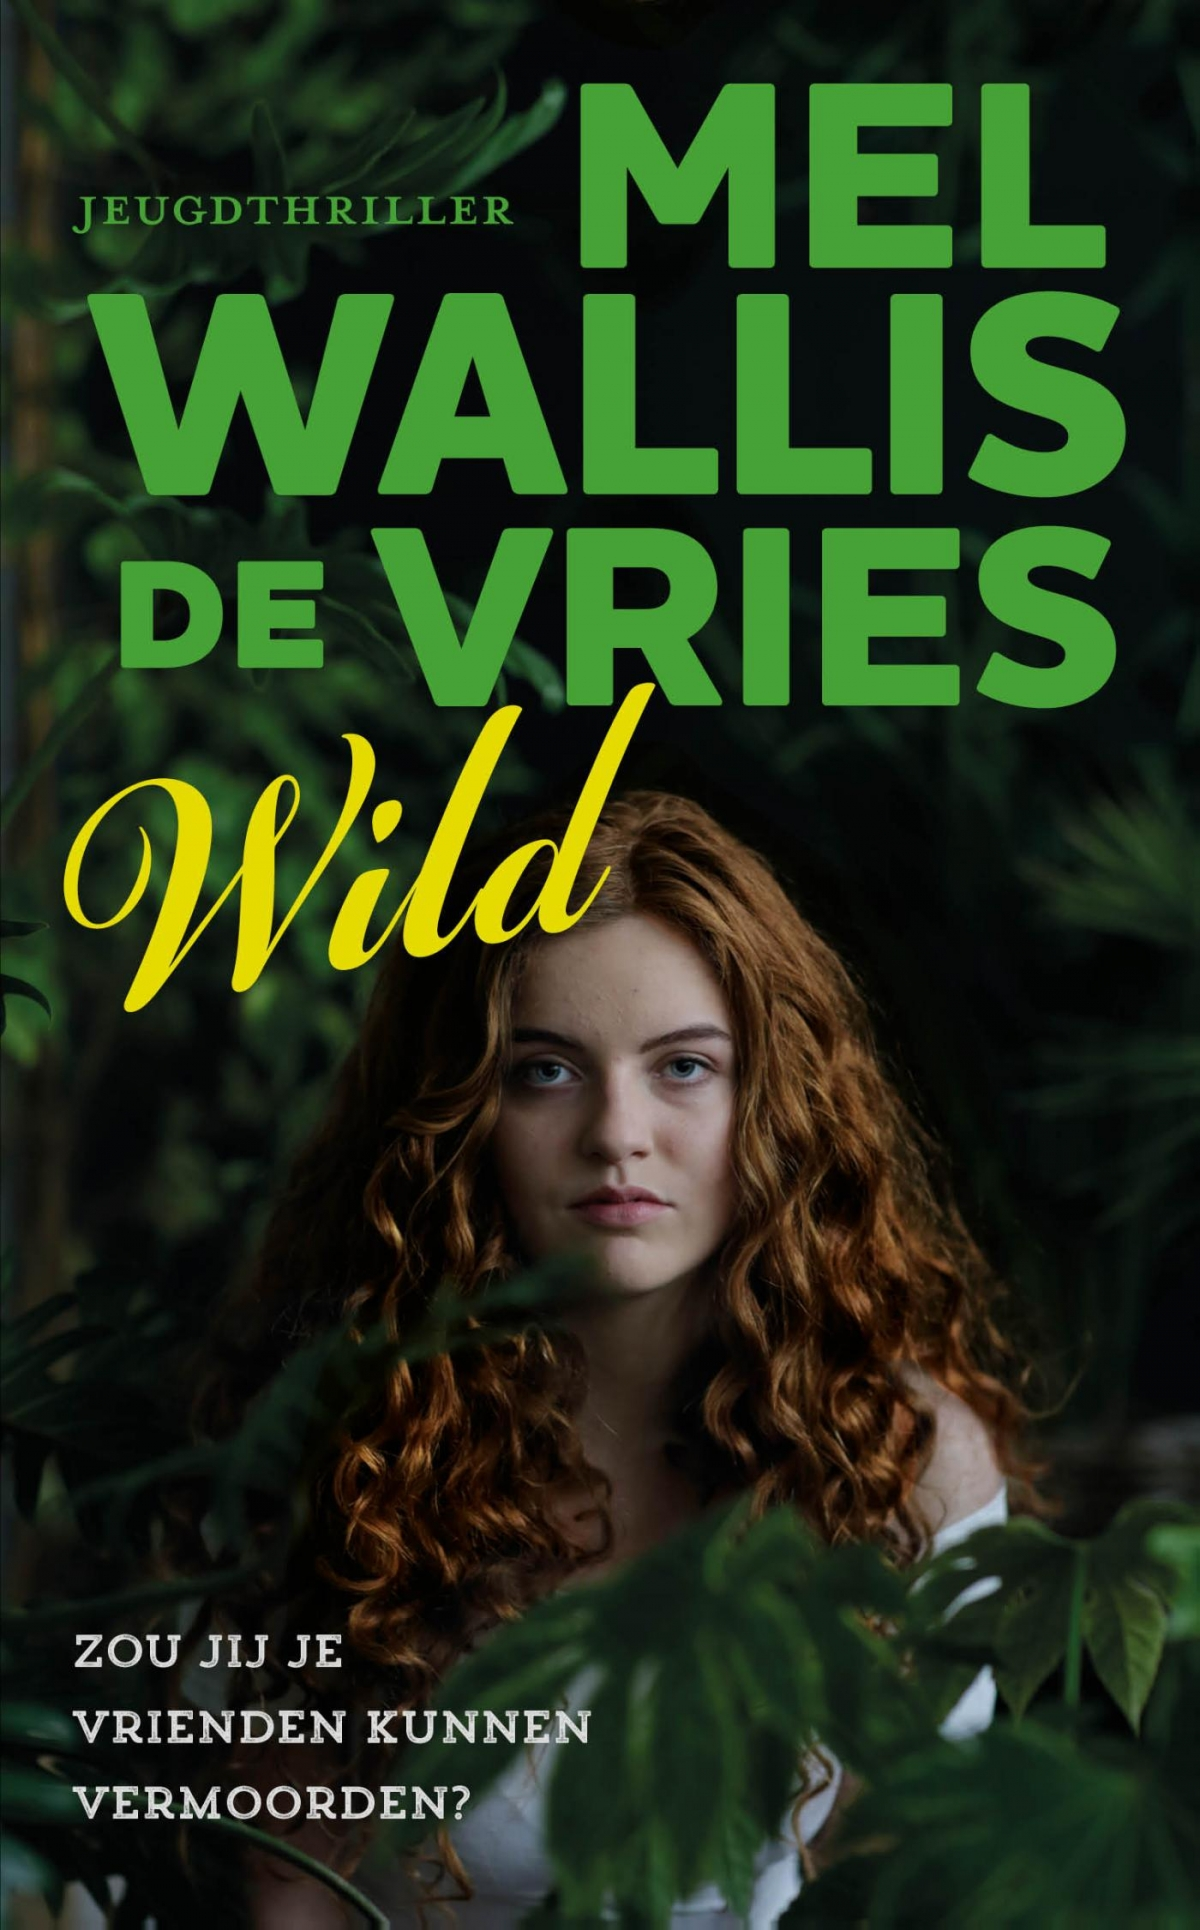 JEUGDTHRILLER
MEL
WALLIS
DE VRIES
Wild
ZOU JIJ JE
VRIENDEN KUNNEN
VERMOORDEN?